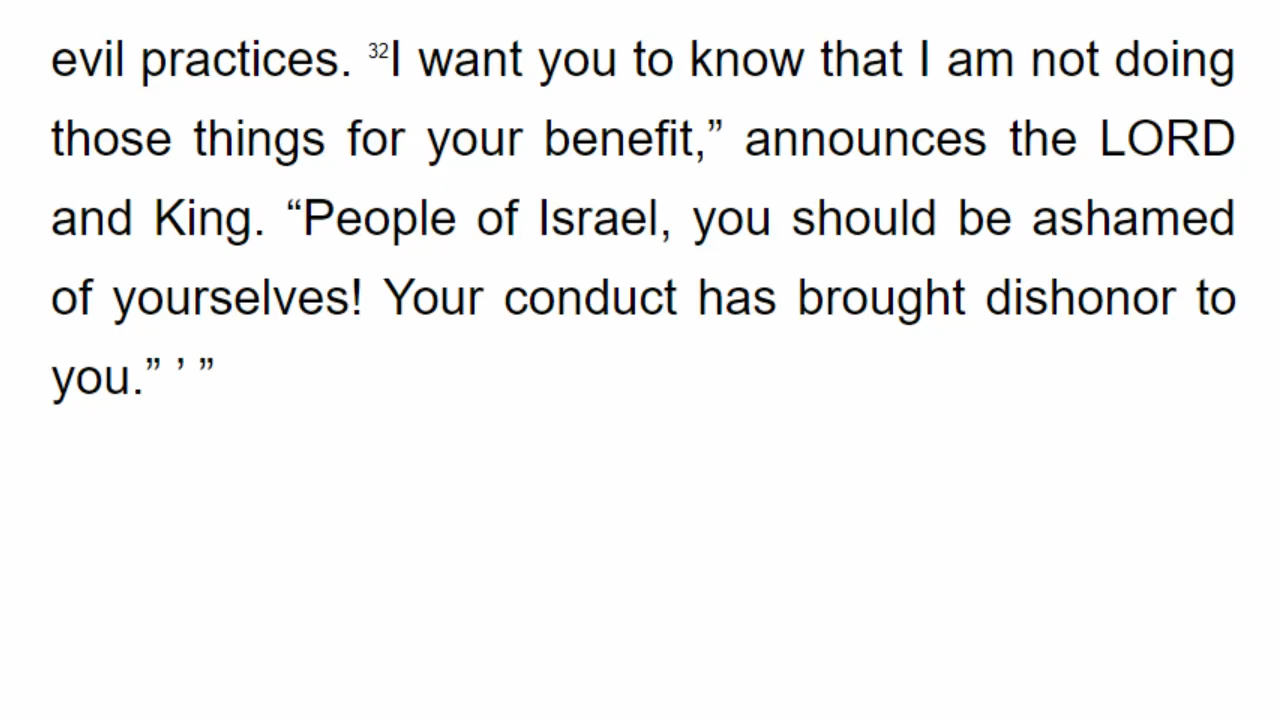 evil practices. ³²I want you to know that I am not doing
those things for your benefit,” announces the LORD
and King. “People of Israel, you should be ashamed
of yourselves! Your conduct has brought dishonor to
you.” ’ ”